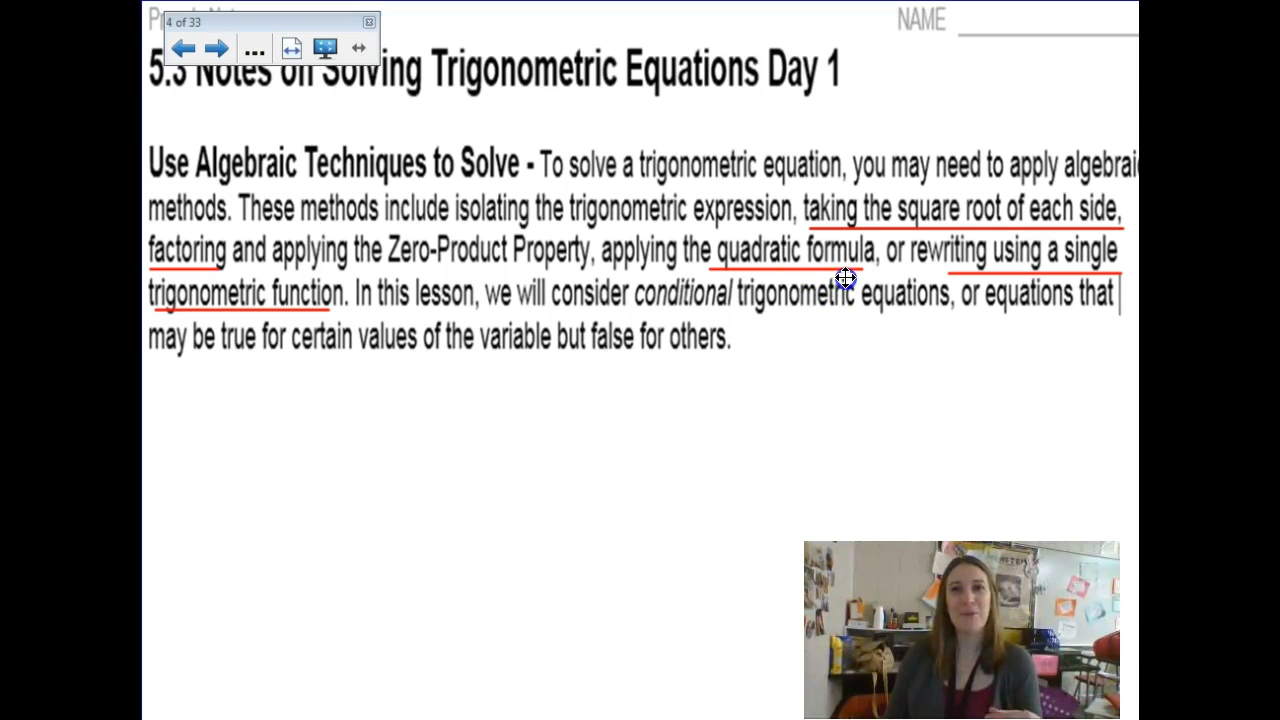 4 of 33
NAME
5.3 Notes on Solving Trigonometric Equations Day 1
Use Algebraic Techniques to Solve - To solve a trigonometric equation, you may need to apply algebraic
methods. These methods include isolating the trigonometric expression, taking the square root of each side,
factoring and applying the Zero-Product Property, applying the quadratic formula, or rewriting using a single
trigonometric function. In this lesson, we will consider conditional trigonometric equations, or equations that
may be true for certain values of the variable but false for others.